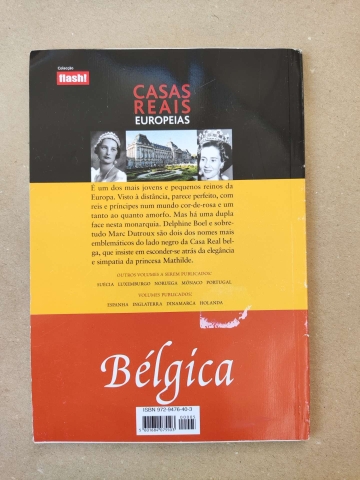 Colecção
flash!
CASAS
REAIS
EUROPEIAS
É um dos mais jovens e pequenos reinos da
Europa. Visto à distância, parece perfeito, com
reis e príncipes num mundo cor-de-rosa e um
tanto ao quanto amorfo. Mas há uma dupla
face nesta monarquia. Delphine Boel e sobre-
tudo Marc Dutroux são dois dos nomes mais
emblemáticos do lado negro da Casa Real bel-
ga, que insiste em esconder-se atrás da elegância
e simpatia da princesa Mathilde.
OUTROS VOLUMES A SEREM PUBLICADOS:
SUÉCIA LUXEMBURGO NORUEGA MÓNACO PORTUGAL
VOLUMES PUBLICADOS:
ESPANHA INGLATERRA DINAMARCA HOLANDA
Bélgica
ISBN 972-9476-40-3